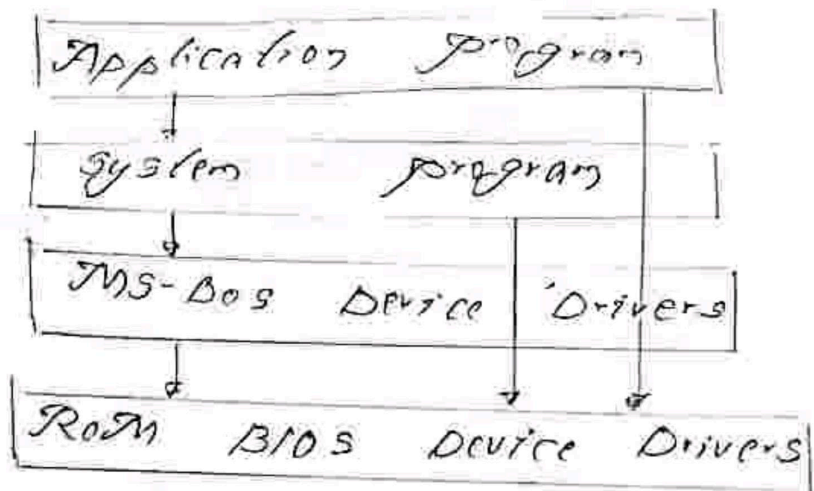 Application program
System program
MS-DOS Device Drivers
ROM BIOS Device Drivers